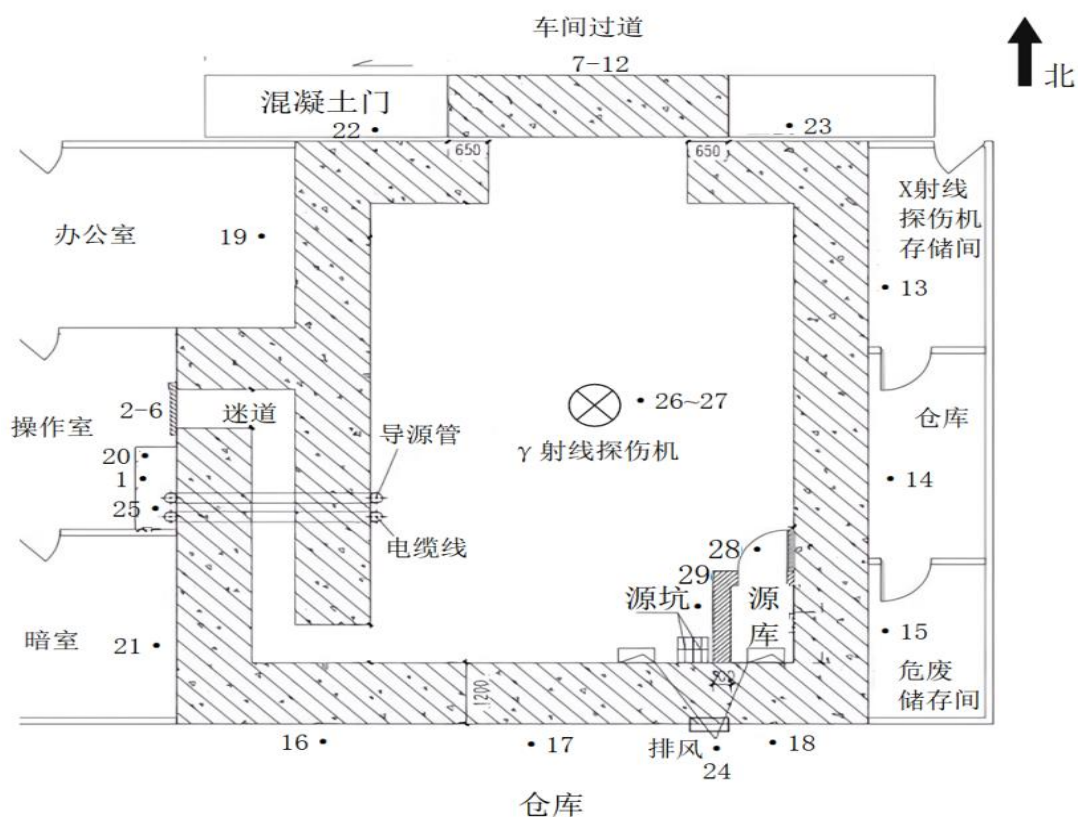 车间过道
7-12
北
混凝土门
22
23
650
650
X射线
探伤机
存储间
办公室
19
13
2-6
迷道
操作室
导源管
26~27
γ射线探伤机
仓库
20
1
14
25
电缆线
28
29
源坑
源
库
暗室
21
15
危废
储存间
1200
16
17
排风
18
24
仓库